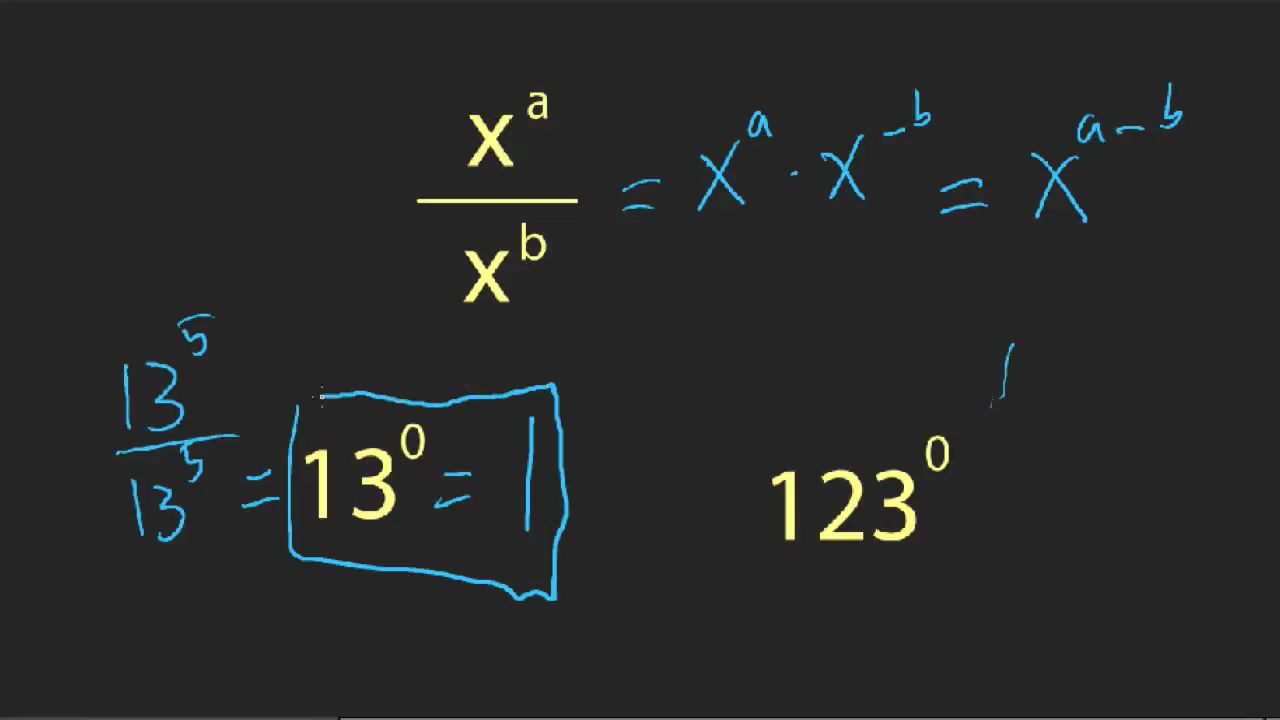 x^a / x^b = x^a · x^-b = x^a-b
13^5 / 13^5 = 13^0 = 1
123^0